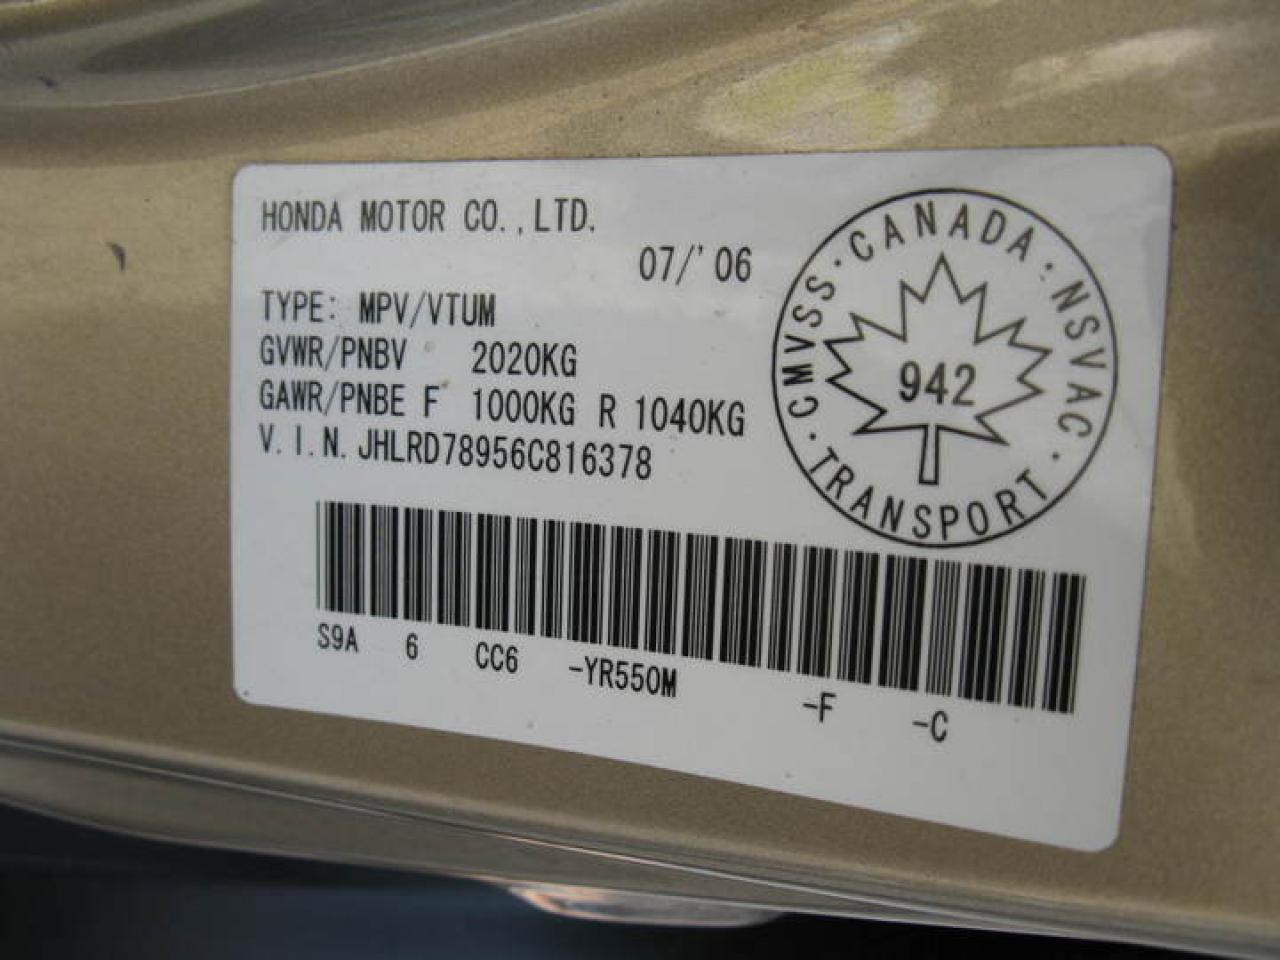 HONDA MOTOR CO.,LTD.
07/'06
TYPE: MPV/VTUM
GVWR/PNBV 2020KG
GAWR/PNBE F 1000KG R 1040KG
V.I.N. JHLRD78956C816378
CMVSS · CANADA · NSVAC · TRANSPORT ·
942
S9A 6 CC6 -YR550M -F -C